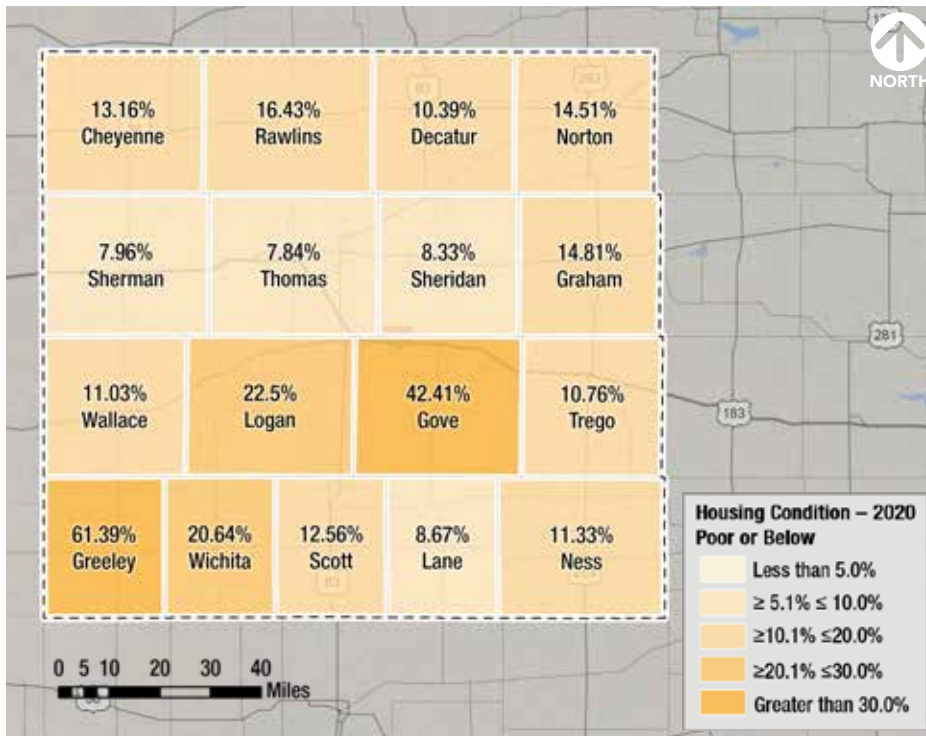 NORTH
13.16%
Cheyenne
16.43%
Rawlins
10.39%
Decatur
14.51%
Norton
7.96%
Sherman
7.84%
Thomas
8.33%
Sheridan
14.81%
Graham
281
11.03%
Wallace
22.5%
Logan
42.41%
Gove
10.76%
Trego
183
61.39%
Greeley
20.64%
Wichita
12.56%
Scott
8.67%
Lane
11.33%
Ness
83
Housing Condition – 2020
Poor or Below
Less than 5.0%
≥ 5.1% ≤ 10.0%
≥10.1% ≤20.0%
≥20.1% ≤30.0%
Greater than 30.0%
0 5 10 20 30 40
Miles